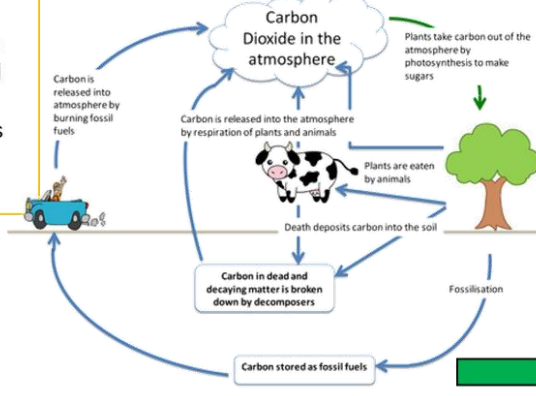 Carbon
Dioxide in the
atmosphere
Plants take carbon out of the
atmosphere by
photosynthesis to make
sugars
Carbon is
released into
atmosphere by
burning fossil
fuels
Carbon is released into the atmosphere
by respiration of plants and animals
Plants are eaten
by animals
Death deposits carbon into the soil
Carbon in dead and
decaying matter is broken
down by decomposers
Fossilisation
Carbon stored as fossil fuels